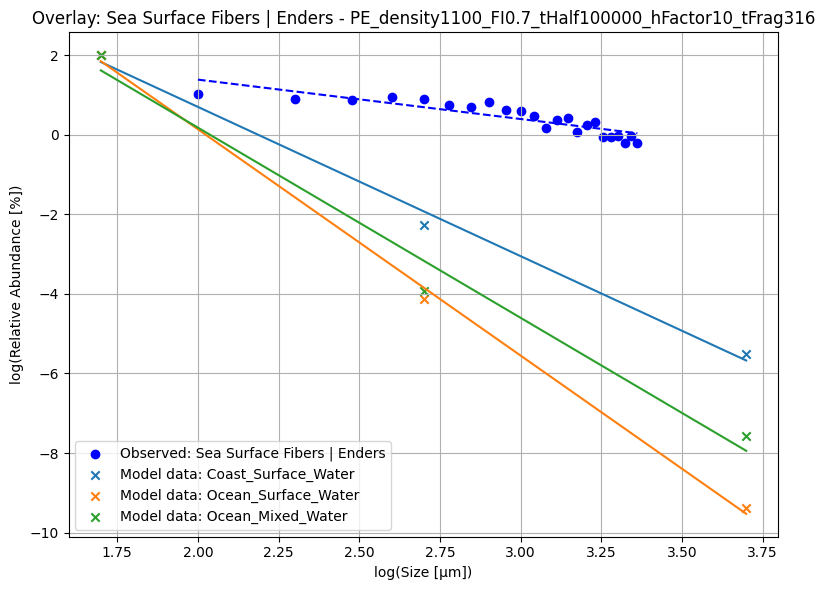 Overlay: Sea Surface Fibers | Enders - PE_density1100_FI0.7_tHalf100000_hFactor10_tFrag316
log(Relative Abundance [%])
2
0
−2
−4
−6
−8
−10
Observed: Sea Surface Fibers | Enders
Model data: Coast_Surface_Water
Model data: Ocean_Surface_Water
Model data: Ocean_Mixed_Water
1.75 2.00 2.25 2.50 2.75 3.00 3.25 3.50 3.75
log(Size [µm])